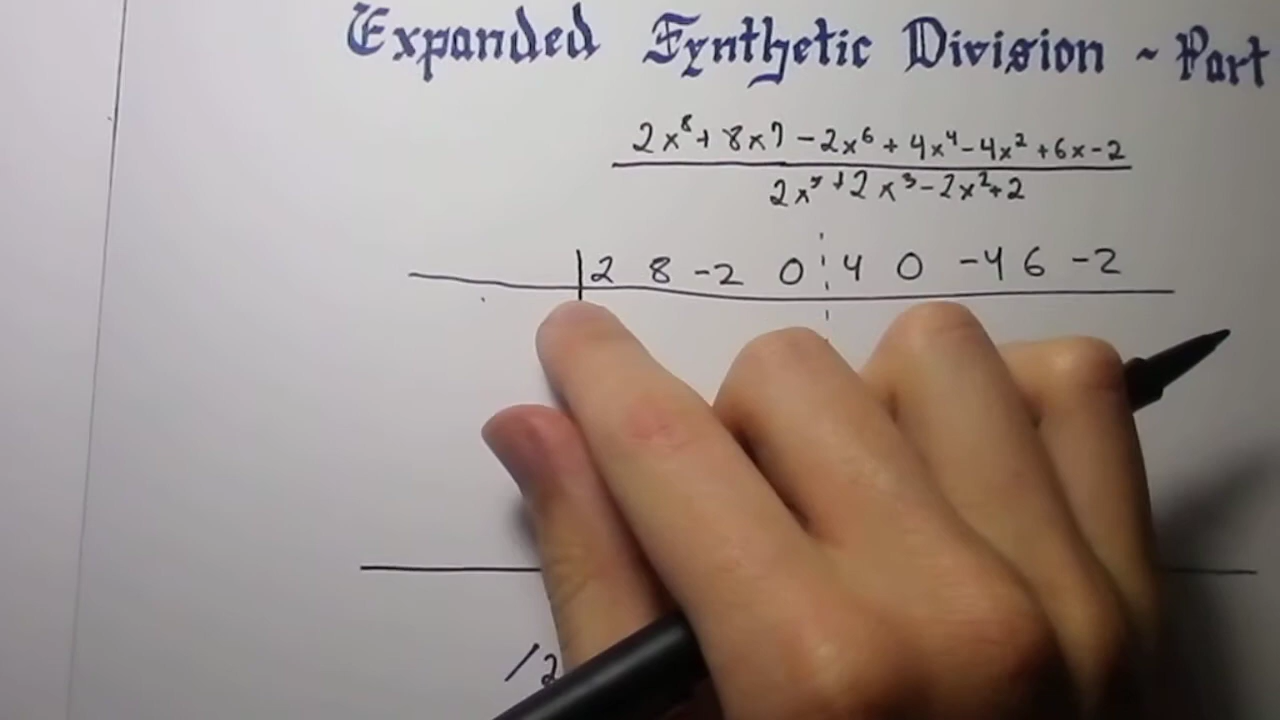 Expanded Synthetic Division ~ Part
2x⁸ + 8x⁷ - 2x⁶ + 4x⁴ - 4x² + 6x - 2
2x⁵ + 2x³ - 2x² + 2
2 8 -2 0 4 0 -4 6 -2
/2